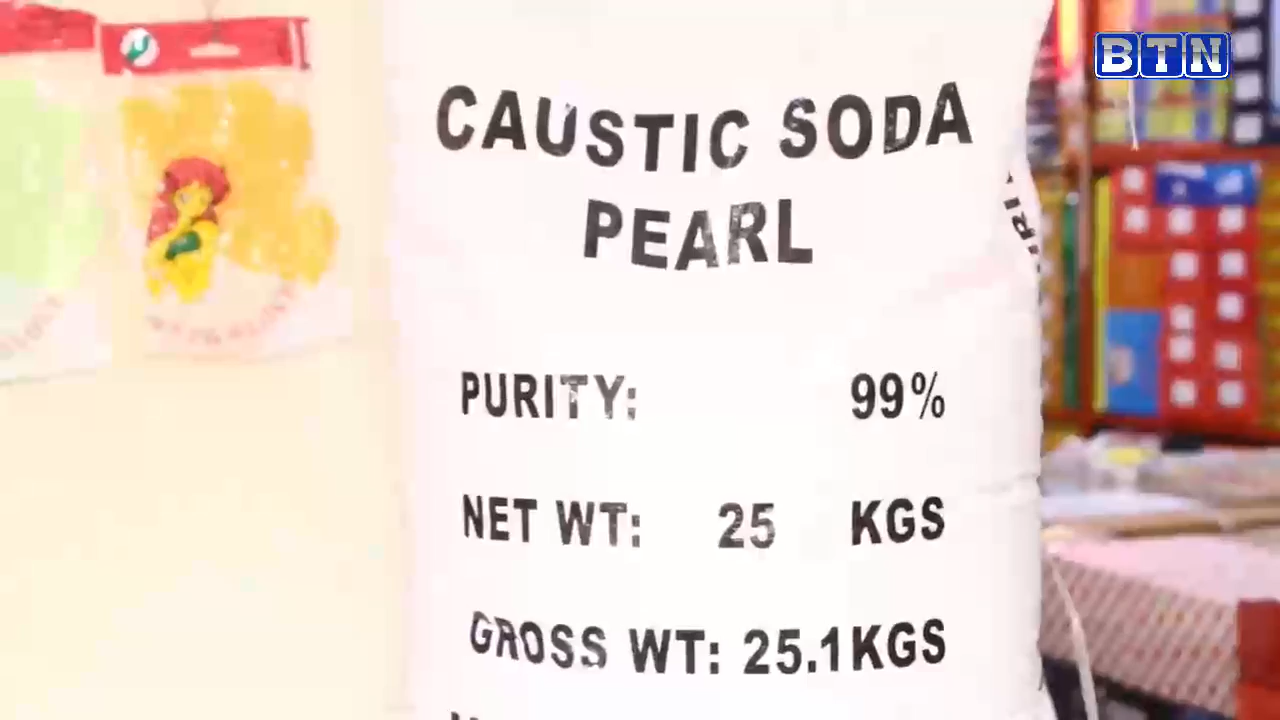 BTN
CAUSTIC SODA
PEARL
PURITY: 99%
NET WT: 25 KGS
GROSS WT: 25.1KGS